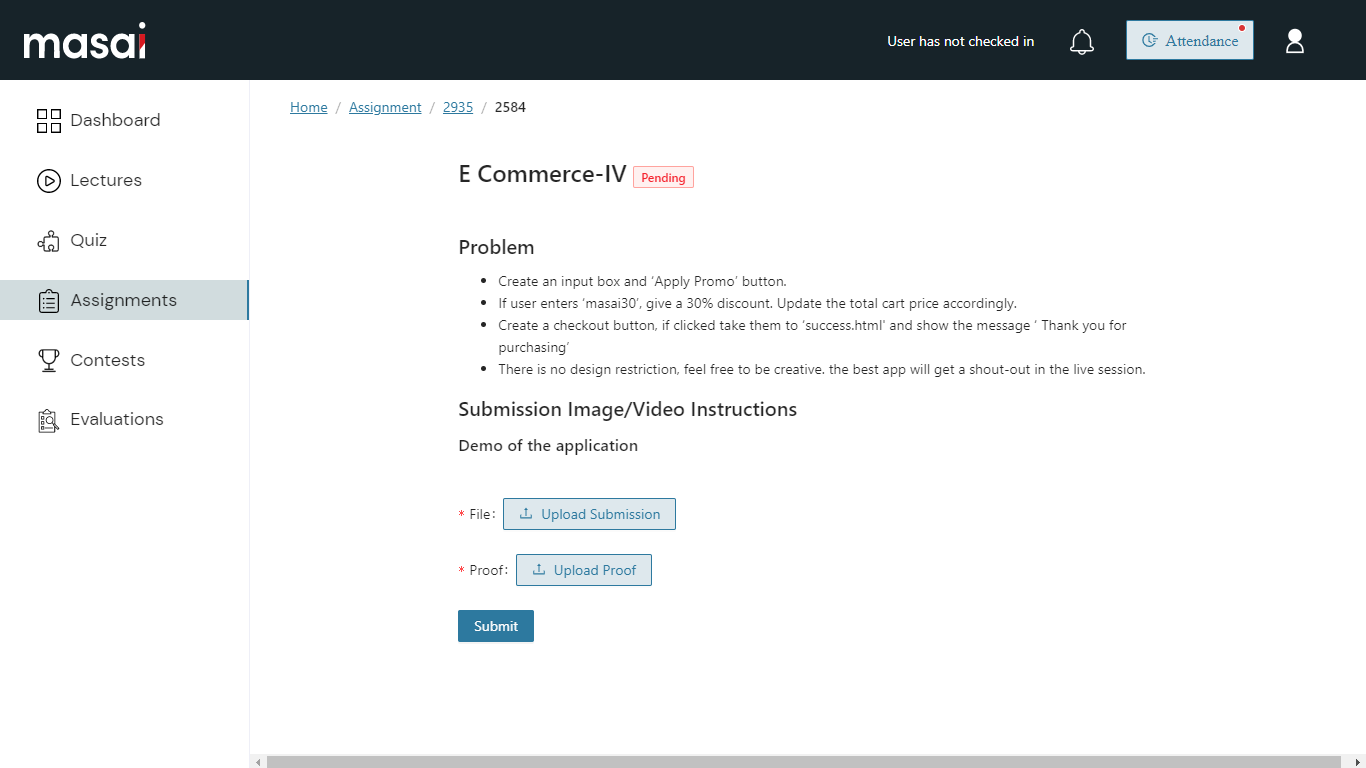 masai
User has not checked in
Attendance
Dashboard
Lectures
Quiz
Assignments
Contests
Evaluations
Home / Assignment / 2935 / 2584
E Commerce-IV Pending
Problem
• Create an input box and ‘Apply Promo’ button.
• If user enters ‘masai30’, give a 30% discount. Update the total cart price accordingly.
• Create a checkout button, if clicked take them to ‘success.html’ and show the message ’ Thank you for
purchasing’
• There is no design restriction, feel free to be creative. the best app will get a shout-out in the live session.
Submission Image/Video Instructions
Demo of the application
* File: Upload Submission
* Proof: Upload Proof
Submit